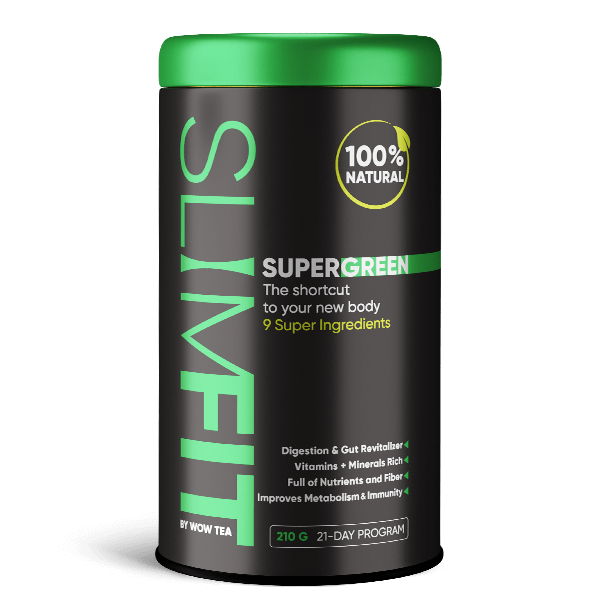 SLIMFIT
BY WOW TEA
100%
NATURAL
SUPERGREEN
The shortcut
to your new body
9 Super Ingredients
Digestion & Gut Revitalizer
Vitamins + Minerals Rich
Full of Nutrients and Fiber
Improves Metabolism & Immunity
210 G 21-DAY PROGRAM